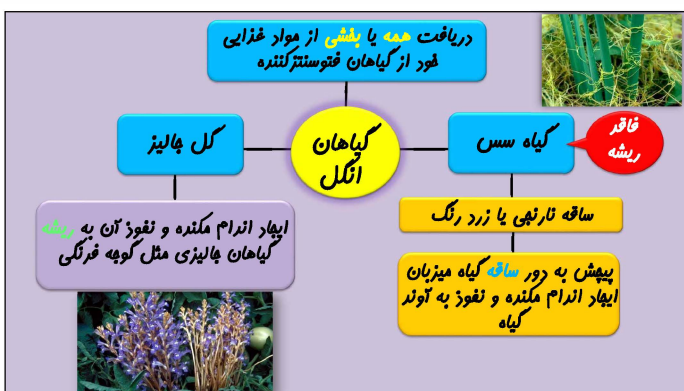 دریافت همه یا بخشی از مواد غذایی
خود از گیاهان فتوسنتزکننده
گیاهان
انگل
گیاه سس
فاقد
ریشه
ساقه نارنجی یا زرد رنگ
پیچش به دور ساقه گیاه میزبان
ایجاد اندام مکنده و نفوذ به آوند
گیاه
گل جالیز
ایجاد اندام مکنده و نفوذ آن به ریشه
گیاهان جالیزی مثل گوجه فرنگی